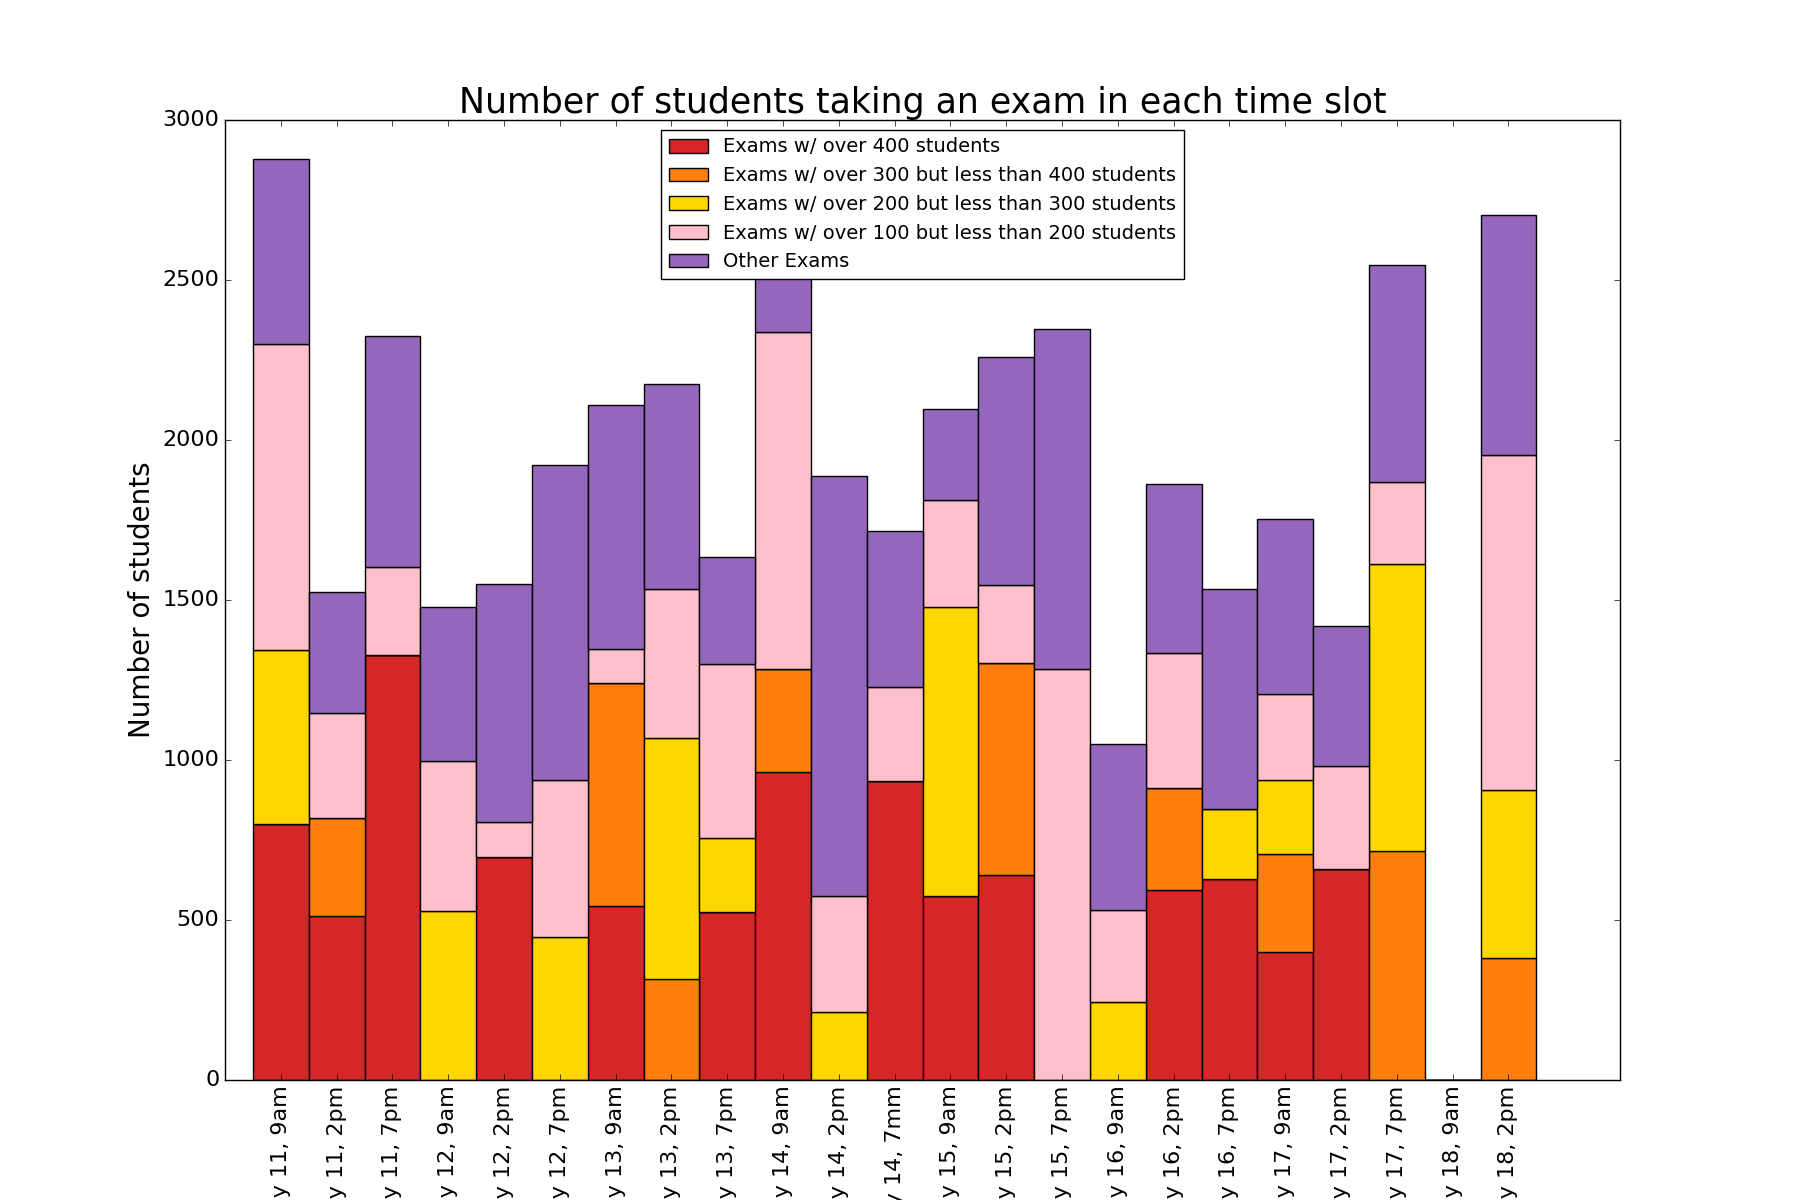 Number of students taking an exam in each time slot
3000
2500
2000
1500
1000
500
0
Number of students
Exams w/ over 400 students
Exams w/ over 300 but less than 400 students
Exams w/ over 200 but less than 300 students
Exams w/ over 100 but less than 200 students
Other Exams
y 11, 9am
y 11, 2pm
y 11, 7pm
y 12, 9am
y 12, 2pm
y 12, 7pm
y 13, 9am
y 13, 2pm
y 13, 7pm
y 14, 9am
y 14, 2pm
y 14, 7mm
y 15, 9am
y 15, 2pm
y 15, 7pm
y 16, 9am
y 16, 2pm
y 16, 7pm
y 17, 9am
y 17, 2pm
y 17, 7pm
y 18, 9am
y 18, 2pm